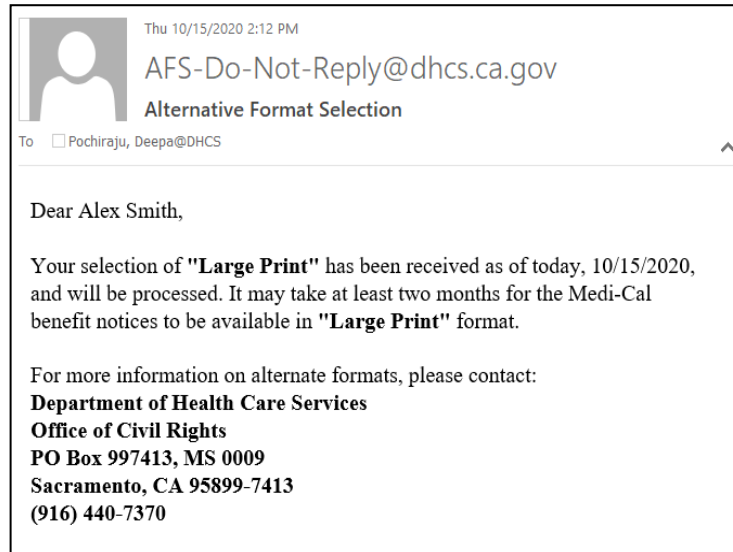 Thu 10/15/2020 2:12 PM
AFS-Do-Not-Reply@dhcs.ca.gov
Alternative Format Selection
To Pochiraju, Deepa@DHCS
Dear Alex Smith,
Your selection of "Large Print" has been received as of today, 10/15/2020,
and will be processed. It may take at least two months for the Medi-Cal
benefit notices to be available in "Large Print" format.
For more information on alternate formats, please contact:
Department of Health Care Services
Office of Civil Rights
PO Box 997413, MS 0009
Sacramento, CA 95899-7413
(916) 440-7370